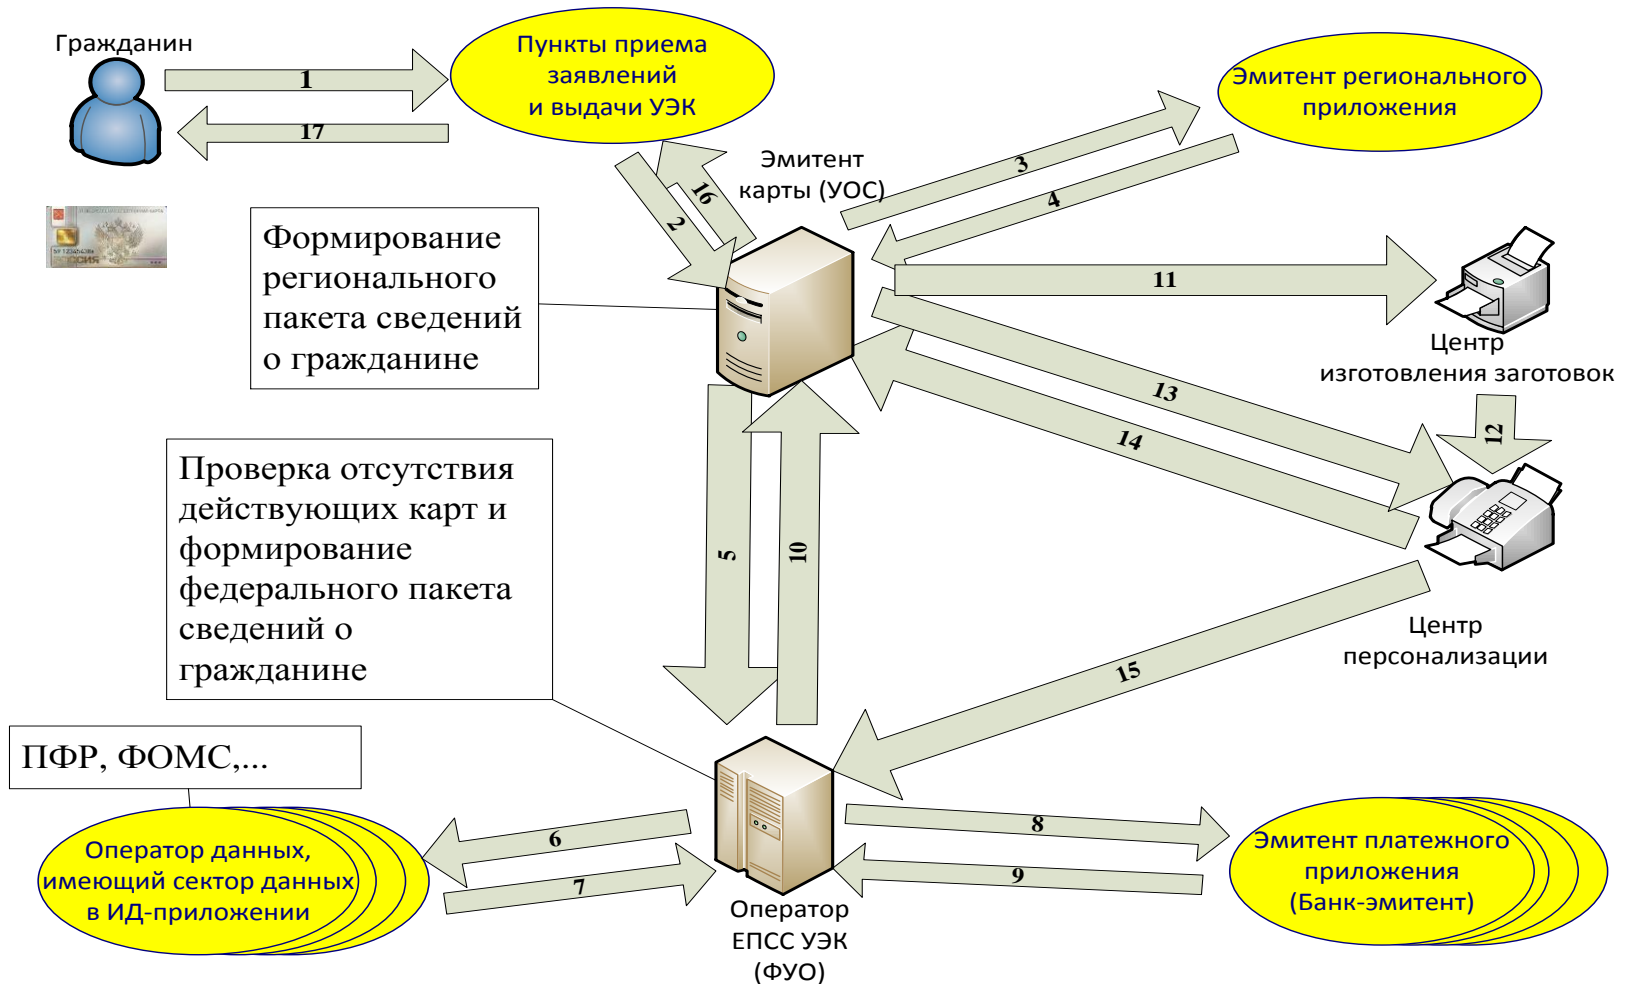 Гражданин
Пункты приема
заявлений
и выдачи УЭК
Эмитент регионального
приложения
1
17
Эмитент
карты (УОС)
3
4
16
2
Формирование
регионального
пакета сведений
о гражданине
11
Центр
изготовления заготовок
13
14
12
Проверка отсутствия
действующих карт и
формирование
федерального пакета
сведений о
гражданине
5
10
Центр
персонализации
15
ПФР, ФОМС,...
Оператор данных,
имеющий сектор данных
в ИД-приложении
6
7
8
9
Эмитент платежного
приложения
(Банк-эмитент)
Оператор
ЕПСС УЭК
(ФУО)